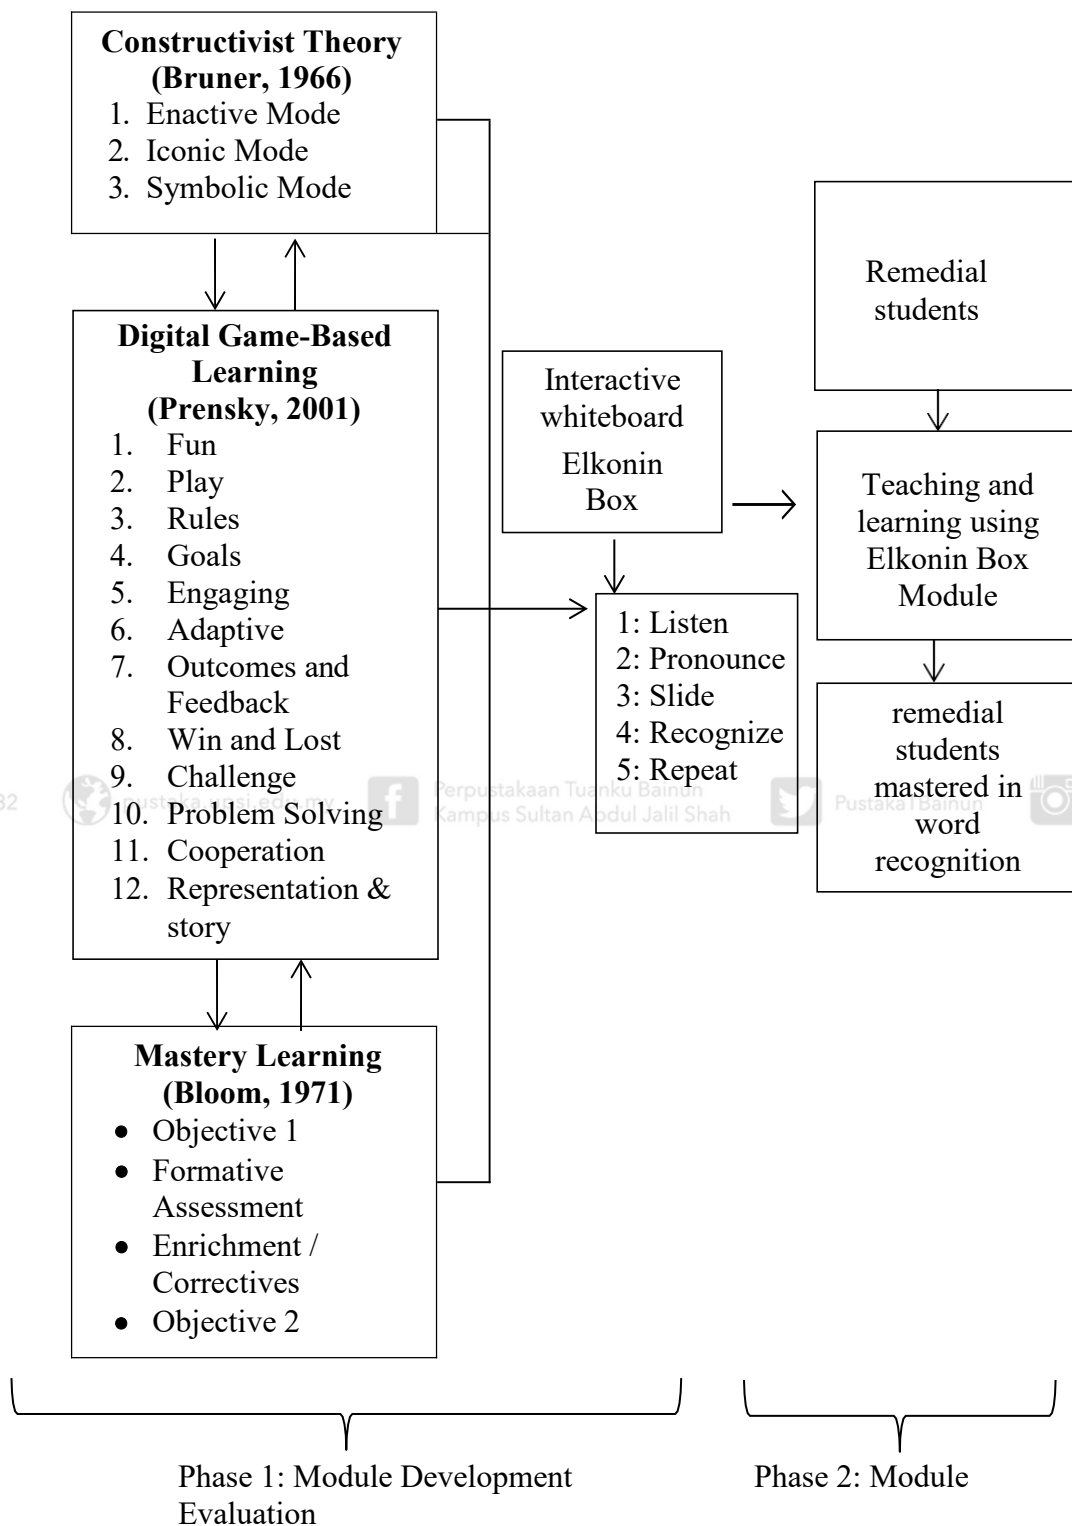 Constructivist Theory
(Bruner, 1966)
1. Enactive Mode
2. Iconic Mode
3. Symbolic Mode
Digital Game-Based
Learning
(Prensky, 2001)
1. Fun
2. Play
3. Rules
4. Goals
5. Engaging
6. Adaptive
7. Outcomes and
Feedback
8. Win and Lost
9. Challenge
10. Problem Solving
11. Cooperation
12. Representation &
story
Mastery Learning
(Bloom, 1971)
• Objective 1
• Formative
Assessment
• Enrichment /
Correctives
• Objective 2
Interactive
whiteboard
Elkonin
Box
1: Listen
2: Pronounce
3: Slide
4: Recognize
5: Repeat
Remedial
students
Teaching and
learning using
Elkonin Box
Module
remedial
students
mastered in
word
recognition
32
pustaka.upsi.edu.my
Perpustakaan Tuanku Bainun
Kampus Sultan Abdul Jalil Shah
PustakaTBainun
Phase 1: Module Development
Evaluation
Phase 2: Module